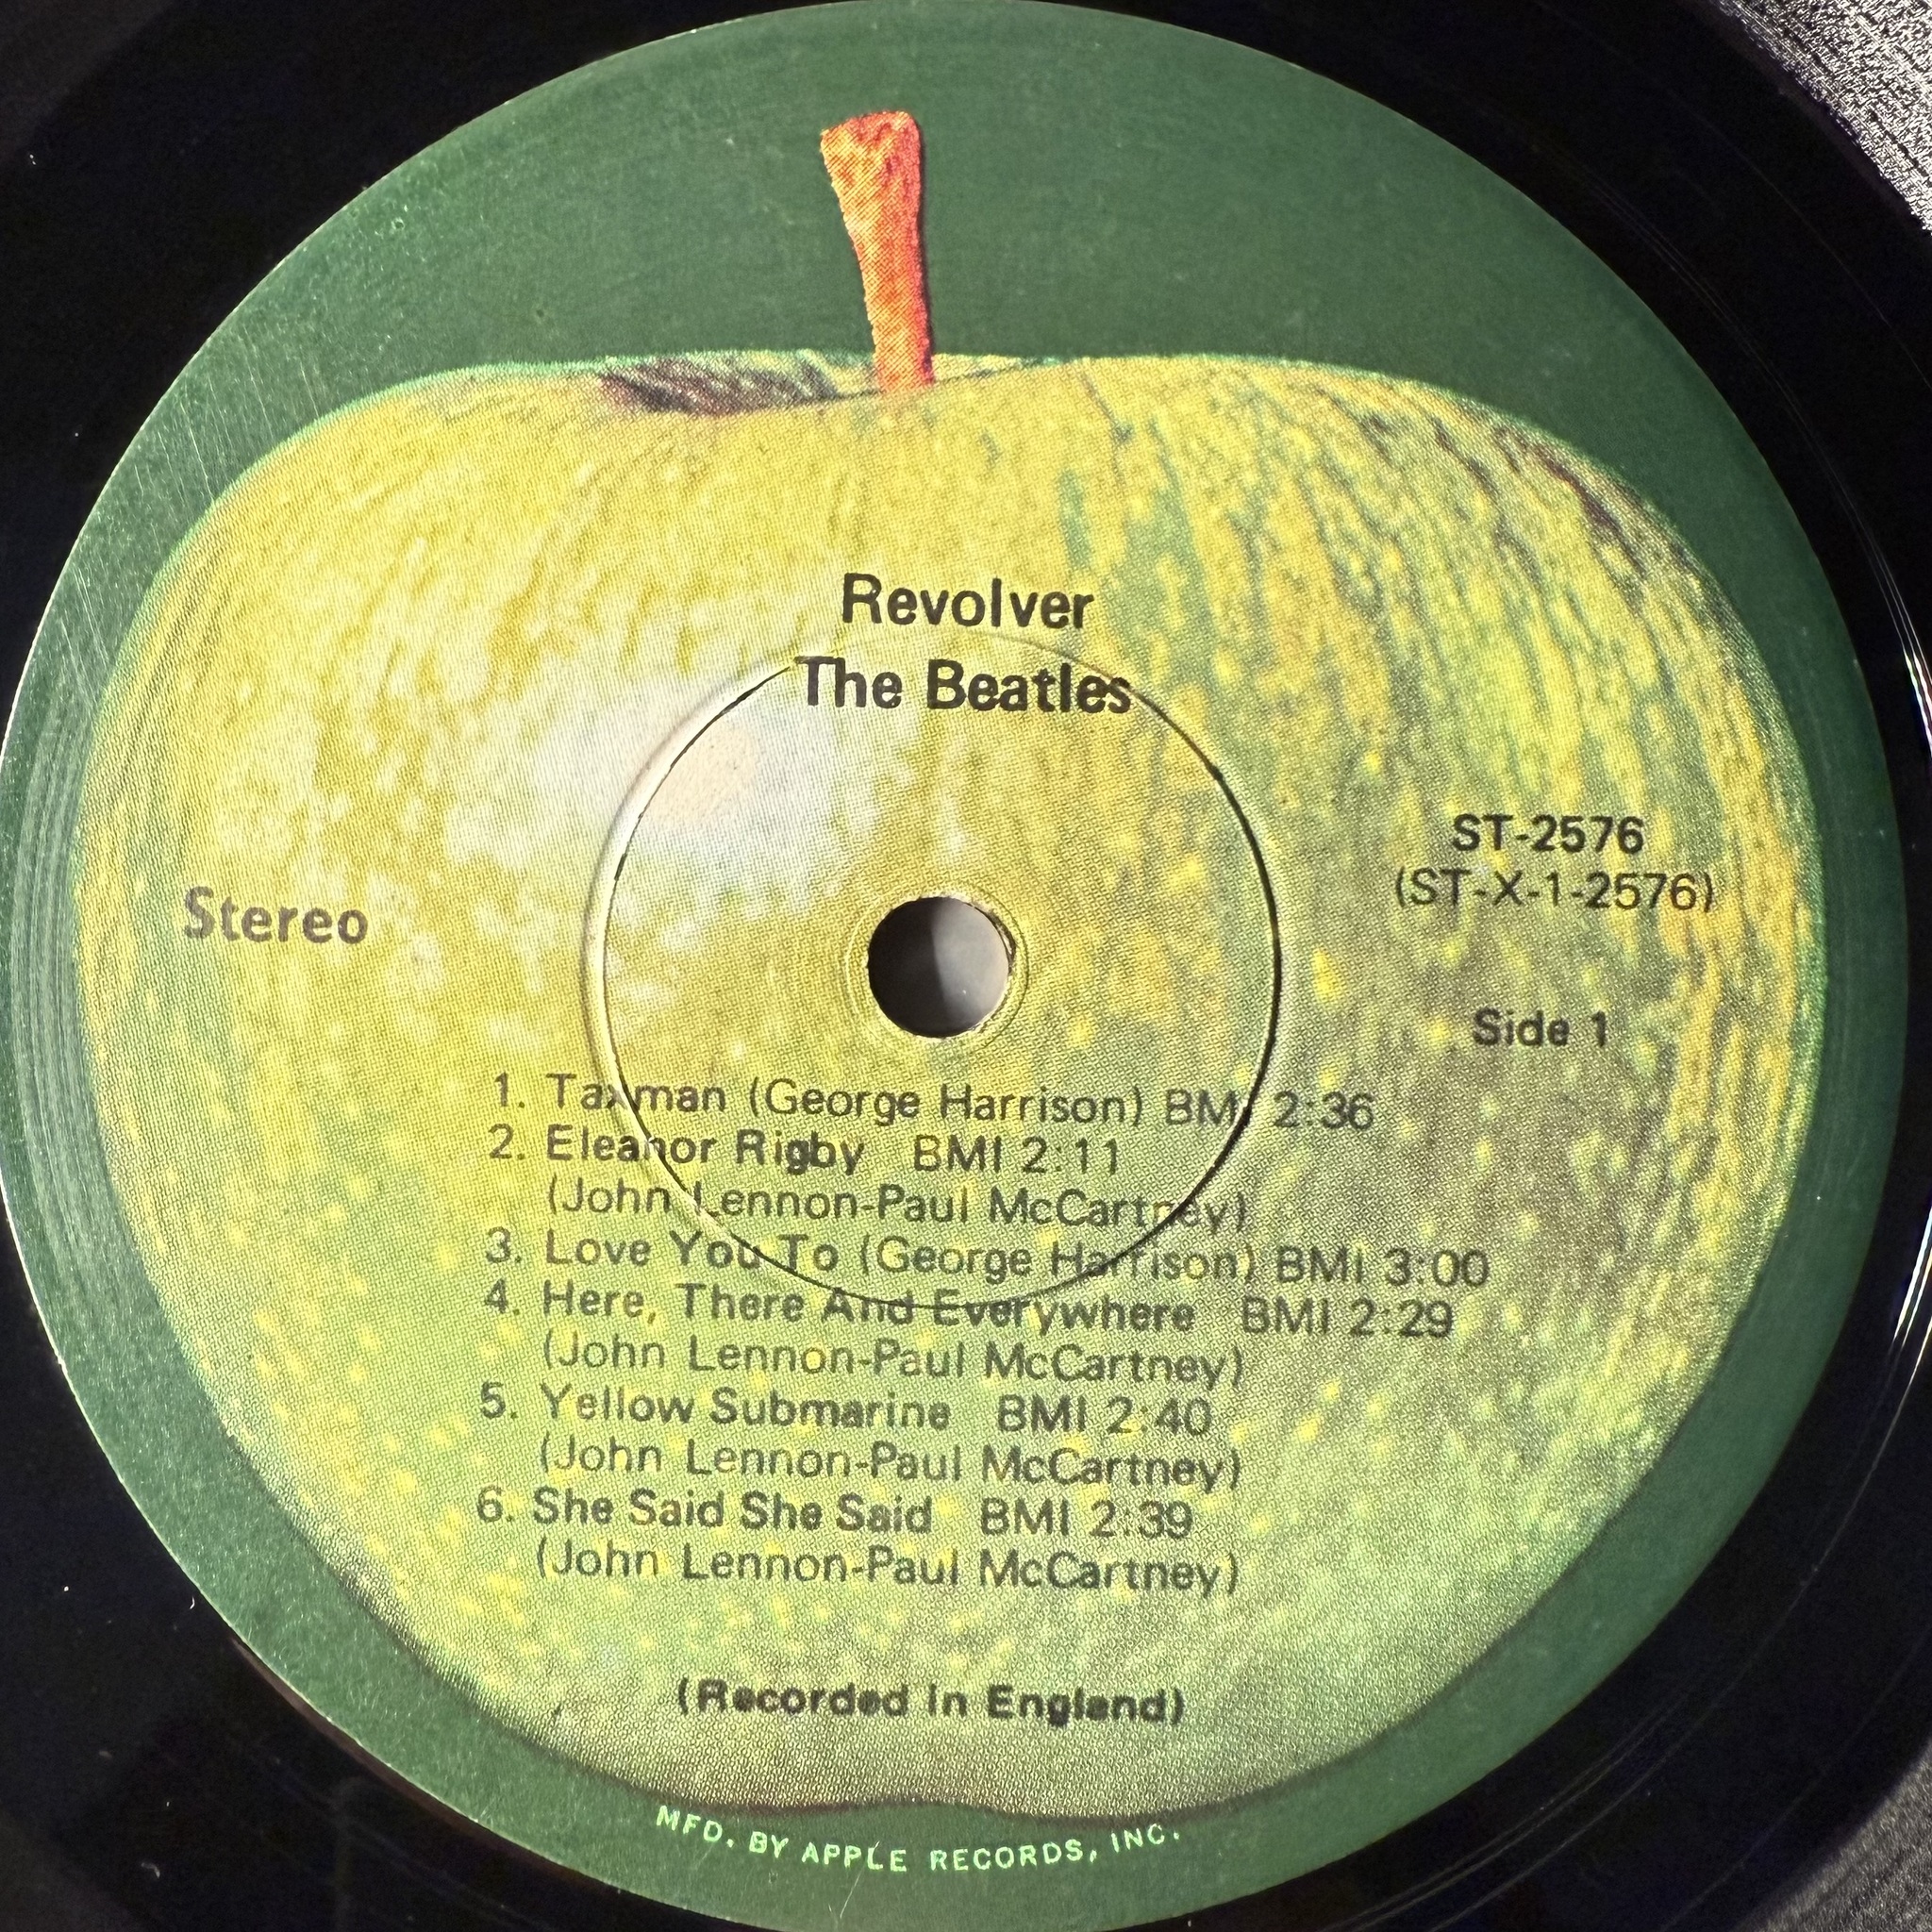 Revolver
The Beatles
Stereo
ST-2576
(ST-X-1-2576)
Side 1
1. Taxman (George Harrison) BMI 2:36
2. Eleanor Rigby BMI 2:11
(John Lennon-Paul McCartney)
3. Love You To (George Harrison) BMI 3:00
4. Here, There And Everywhere BMI 2:29
(John Lennon-Paul McCartney)
5. Yellow Submarine BMI 2:40
(John Lennon-Paul McCartney)
6. She Said She Said BMI 2:39
(John Lennon-Paul McCartney)
(Recorded In England)
MFD. BY APPLE RECORDS, INC.